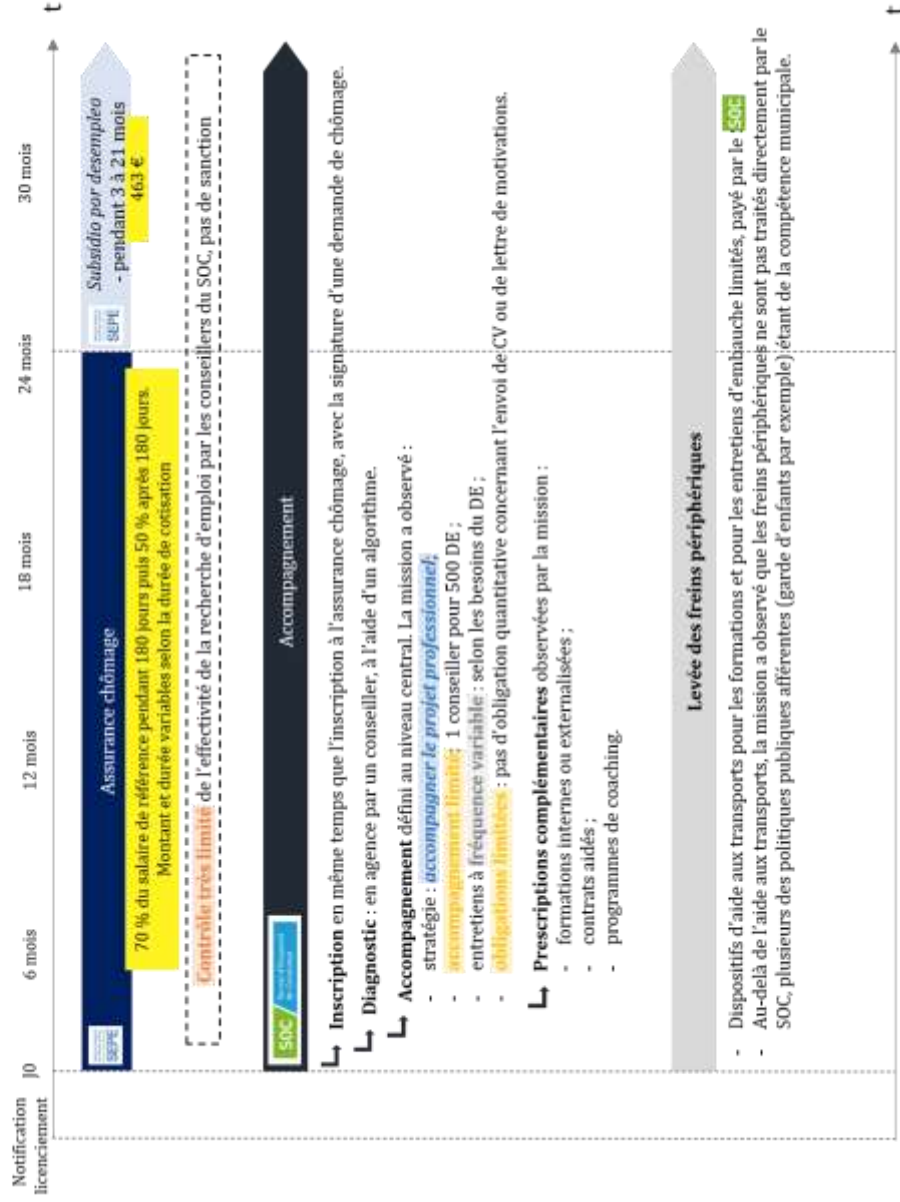 Notification
licenciement
J0
6 mois
12 mois
18 mois
24 mois
30 mois
t
SEPE
Assurance chômage
70 % du salaire de référence pendant 180 jours puis 50 % après 180 jours.
Montant et durée variables selon la durée de cotisation
SEPE
Subsidio por desempleo
- pendant 3 à 21 mois
463 €
Contrôle très limité de l'effectivité de la recherche d'emploi par les conseillers du SOC, pas de sanction
SOC
Accompagnement
Inscription en même temps que l'inscription à l'assurance chômage, avec la signature d'une demande de chômage.
Diagnostic : en agence par un conseiller, à l'aide d'un algorithme.
Accompagnement défini au niveau central. La mission a observé :
- stratégie : accompagner le projet professionnel;
- accompagnement limité; 1 conseiller pour 500 DE ;
- entretiens à fréquence variable : selon les besoins du DE ;
- obligations limitées : pas d'obligation quantitative concernant l'envoi de CV ou de lettre de motivations.
Prescriptions complémentaires observées par la mission :
- formations internes ou externalisées ;
- contrats aidés ;
- programmes de coaching.
Levée des freins périphériques
- Dispositifs d'aide aux transports pour les formations et pour les entretiens d'embauche limités, payé par le SOC
- Au-delà de l'aide aux transports, la mission a observé que les freins périphériques ne sont pas traités directement par le
SOC, plusieurs des politiques publiques afférentes (garde d'enfants par exemple) étant de la compétence municipale.
t